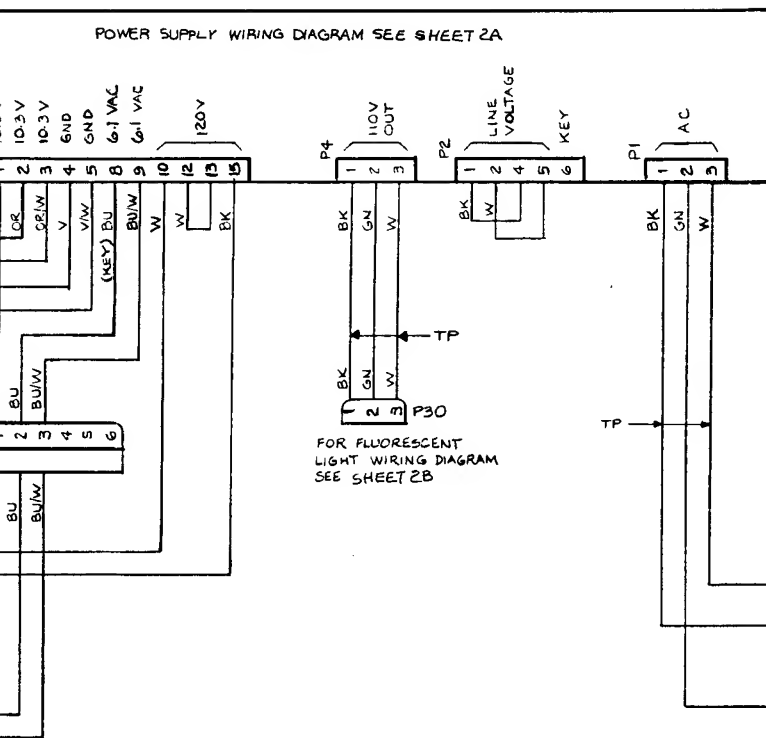 POWER SUPPLY WIRING DIAGRAM SEE SHEET 2A
10.3V
10.3V
GND
GND
6.1 VAC
6.1 VAC
120V
P4
110V
OUT
P2
LINE
VOLTAGE
KEY
P1
AC
1 2 3 4 5 8 9 10 12 13 15
1 2 3
1 2 4 5 6
1 2 3
OR
OR/W
V
V/W
(KEY) BU
BU/W
W
W
BK
BK
GN
W
BK
W
BK
GN
W
TP
BK
GN
W
1 2 3
P30
BU
BU/W
1 2 3 4 5 6
TP
FOR FLUORESCENT
LIGHT WIRING DIAGRAM
SEE SHEET 2B
BU
BU/W